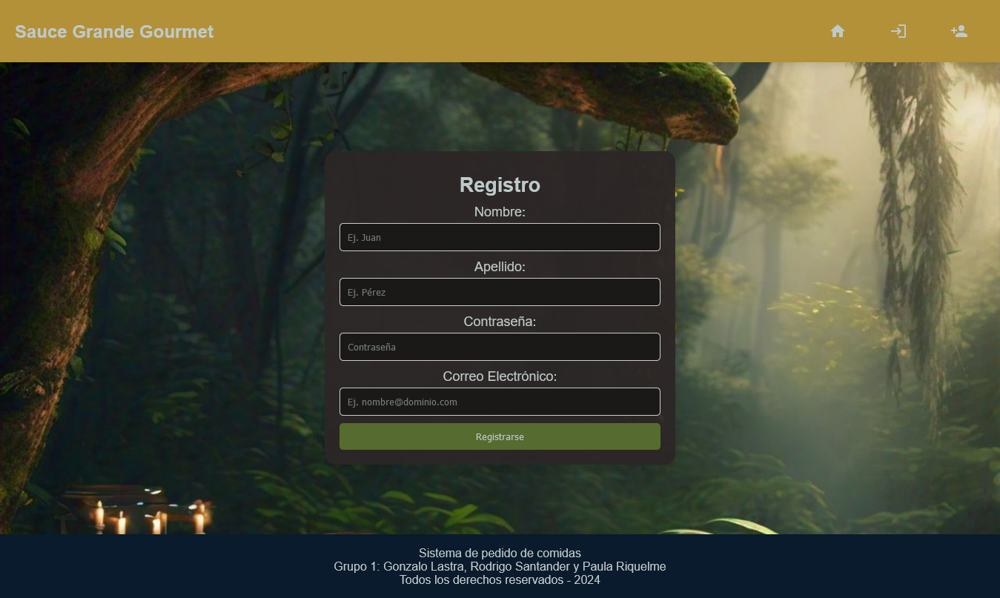 Sauce Grande Gourmet
Registro
Nombre:
Ej. Juan
Apellido:
Ej. Pérez
Contraseña:
Contraseña
Correo Electrónico:
Ej. nombre@dominio.com
Registrarse
Sistema de pedido de comidas
Grupo 1: Gonzalo Lastra, Rodrigo Santander y Paula Riquelme
Todos los derechos reservados - 2024